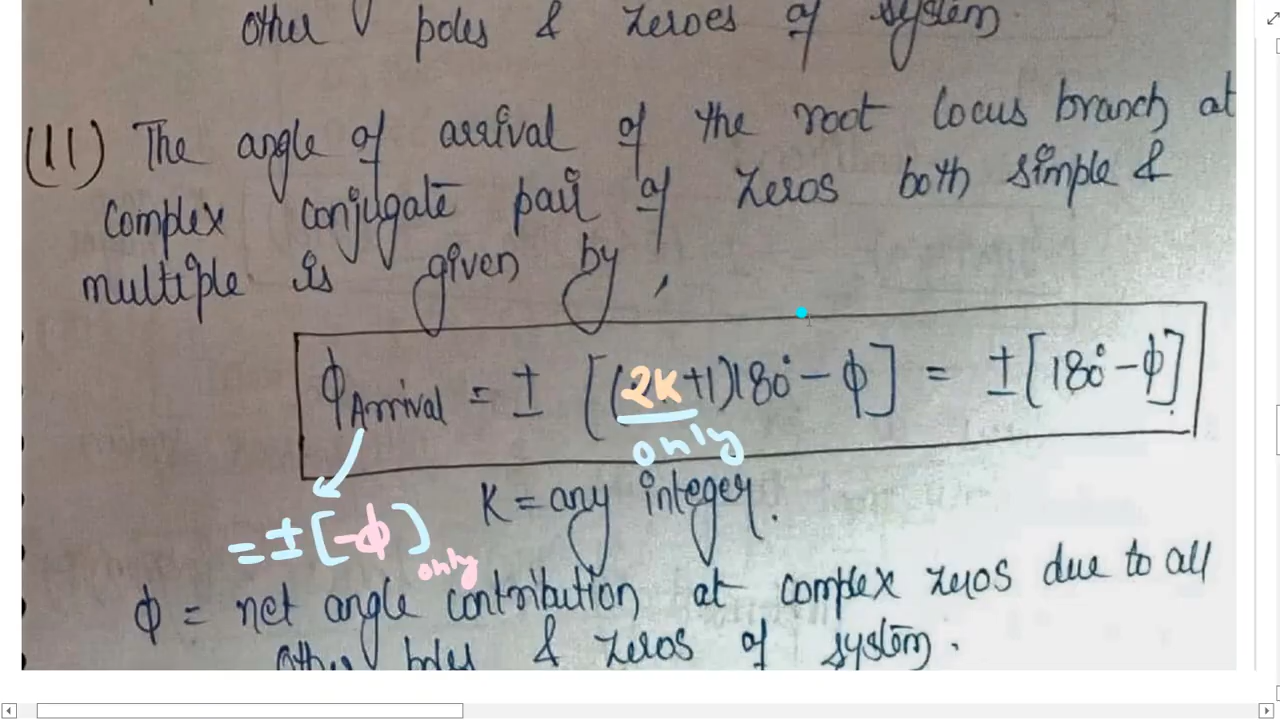 other poles & zeroes of system.
(11) The angle of arrival of the root locus branch at
complex conjugate pair of zeros both simple &
multiple is given by,
ϕArrival = ± [(2K+1)180° - ϕ] = ±[180° - ϕ]
only
K = any integer.
= ±[-ϕ] only
ϕ = net angle contribution at complex zeros due to all
other poles & zeros of system.